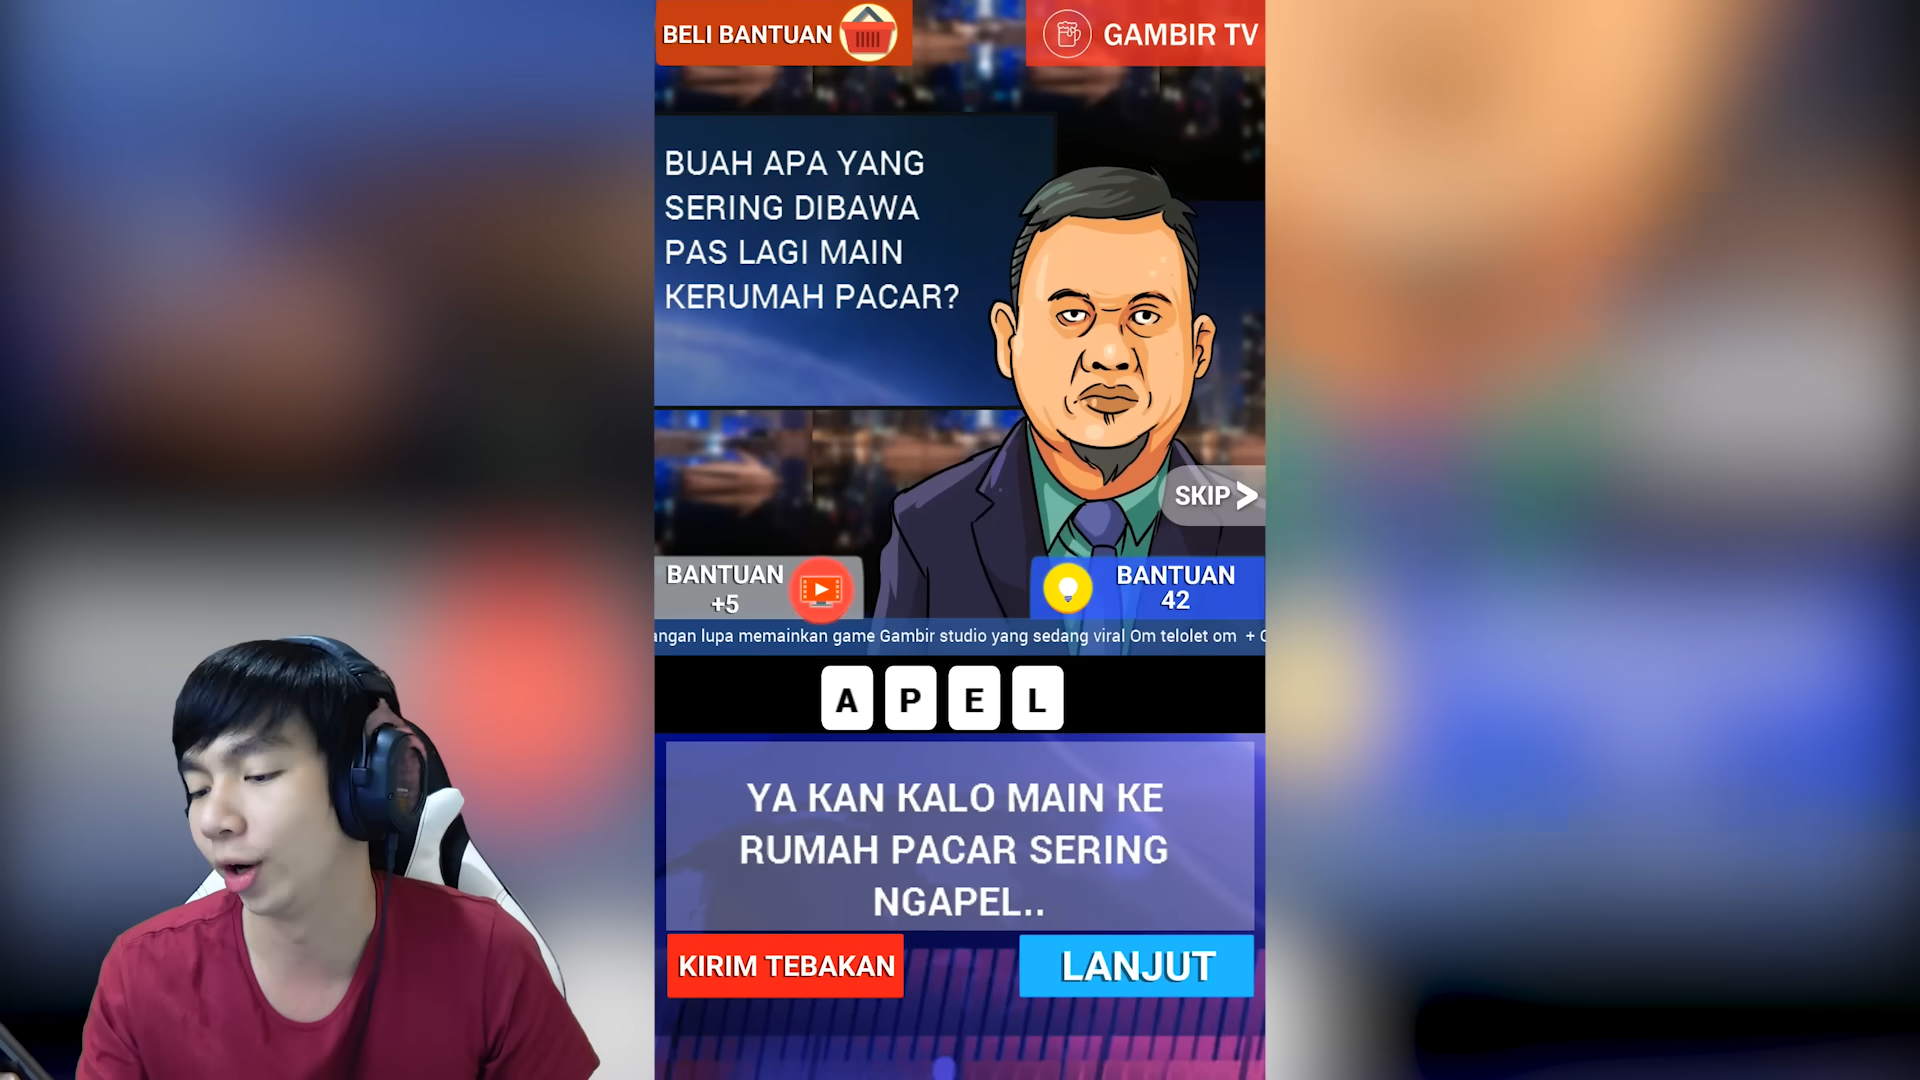 BELI BANTUAN
GAMBIR TV
BUAH APA YANG
SERING DIBAWA
PAS LAGI MAIN
KERUMAH PACAR?
SKIP
BANTUAN
+5
BANTUAN
42
angan lupa memainkan game Gambir studio yang sedang viral Om telolet om +
A P E L
YA KAN KALO MAIN KE
RUMAH PACAR SERING
NGAPEL..
KIRIM TEBAKAN
LANJUT